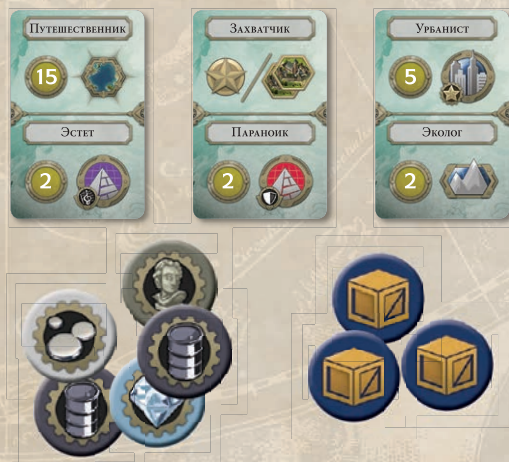 Путешественник
15
Эстет
2
Захватчик
Параноик
2
Урбанист
5
Эколог
2